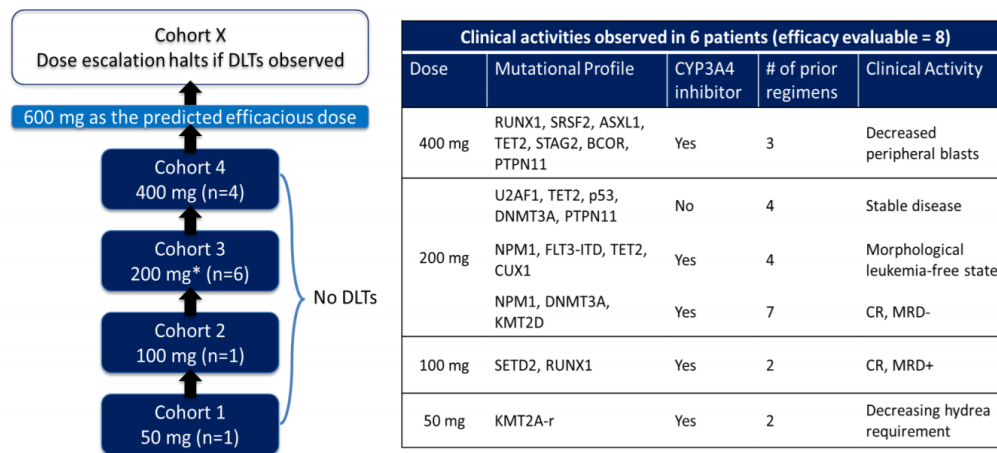 Cohort X
Dose escalation halts if DLTs observed
600 mg as the predicted efficacious dose
Cohort 4
400 mg (n=4)
Cohort 3
200 mg* (n=6)
Cohort 2
100 mg (n=1)
Cohort 1
50 mg (n=1)
No DLTs
Clinical activities observed in 6 patients (efficacy evaluable = 8)
Dose Mutational Profile CYP3A4 inhibitor # of prior regimens Clinical Activity
400 mg RUNX1, SRSF2, ASXL1, TET2, STAG2, BCOR, PTPN11 Yes 3 Decreased peripheral blasts
200 mg U2AF1, TET2, p53, DNMT3A, PTPN11 No 4 Stable disease
NPM1, FLT3-ITD, TET2, CUX1 Yes 4 Morphological leukemia-free state
NPM1, DNMT3A, KMT2D Yes 7 CR, MRD-
100 mg SETD2, RUNX1 Yes 2 CR, MRD+
50 mg KMT2A-r Yes 2 Decreasing hydrea requirement